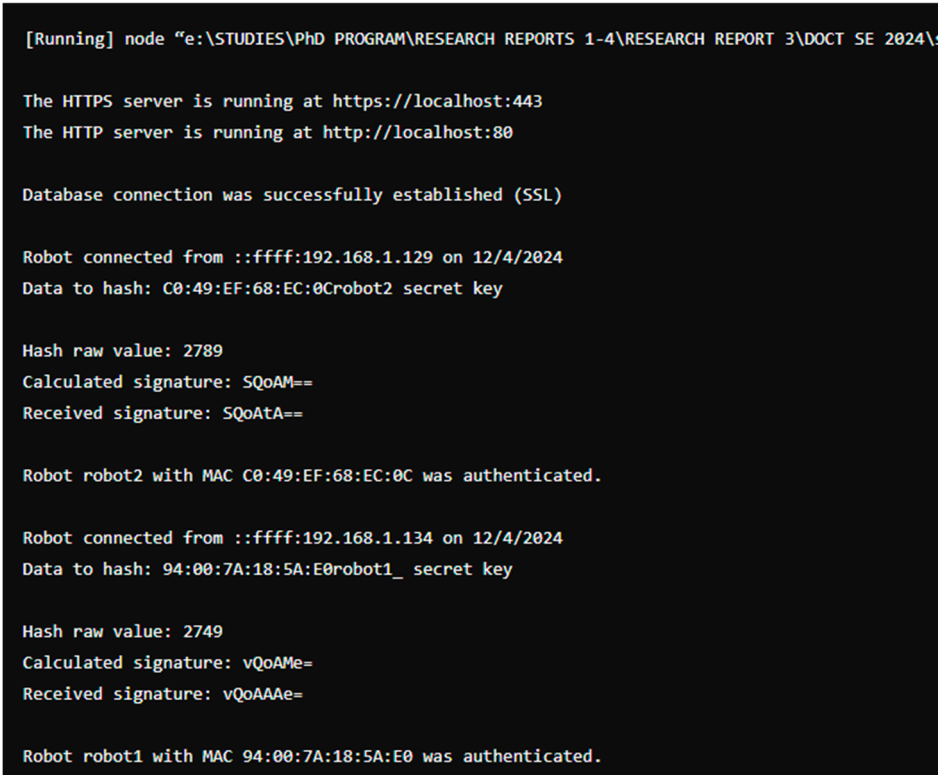 [Running] node “e:\STUDIES\PhD PROGRAM\RESEARCH REPORTS 1-4\RESEARCH REPORT 3\DOCT SE 2024\
The HTTPS server is running at https://localhost:443
The HTTP server is running at http://localhost:80
Database connection was successfully established (SSL)
Robot connected from ::ffff:192.168.1.129 on 12/4/2024
Data to hash: C0:49:EF:68:EC:0Crobot2 secret key
Hash raw value: 2789
Calculated signature: SQoAM==
Received signature: SQoAtA==
Robot robot2 with MAC C0:49:EF:68:EC:0C was authenticated.
Robot connected from ::ffff:192.168.1.134 on 12/4/2024
Data to hash: 94:00:7A:18:5A:E0robot1_ secret key
Hash raw value: 2749
Calculated signature: vQoAMe=
Received signature: vQoAAAe=
Robot robot1 with MAC 94:00:7A:18:5A:E0 was authenticated.